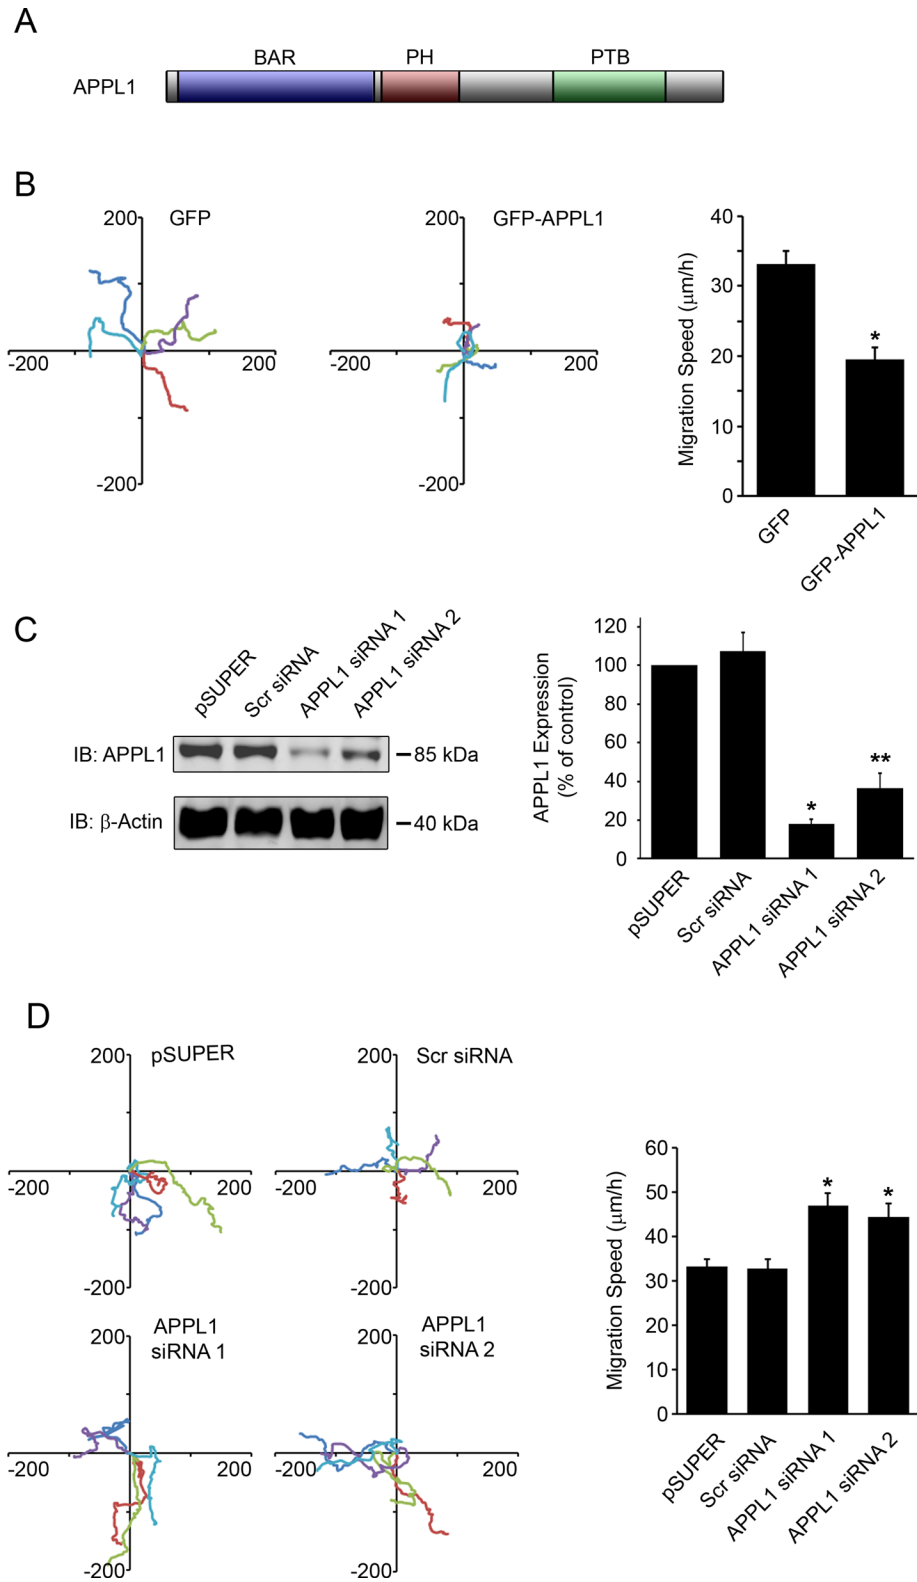 A
BAR PH PTB
APPL1
B
200 GFP
-200 200
-200
200 GFP-APPL1
-200 200
Migration Speed (μm/h)
40
30
20
10
0
*
GFP
GFP-APPL1
C
pSUPER
Scr siRNA
APPL1 siRNA 1
APPL1 siRNA 2
IB: APPL1 85 kDa
IB: β-Actin 40 kDa
APPL1 Expression
(% of control)
120
100
80
60
40
20
0
*
**
pSUPER
Scr siRNA
APPL1 siRNA 1
APPL1 siRNA 2
D
200 pSUPER
-200 200
-200
200 Scr siRNA
-200 200
-200
200 APPL1
siRNA 1
-200 200
-200
200 APPL1
siRNA 2
-200 200
-200
Migration Speed (μm/h)
60
50
40
30
20
10
0
*
*
pSUPER
Scr siRNA
APPL1 siRNA 1
APPL1 siRNA 2